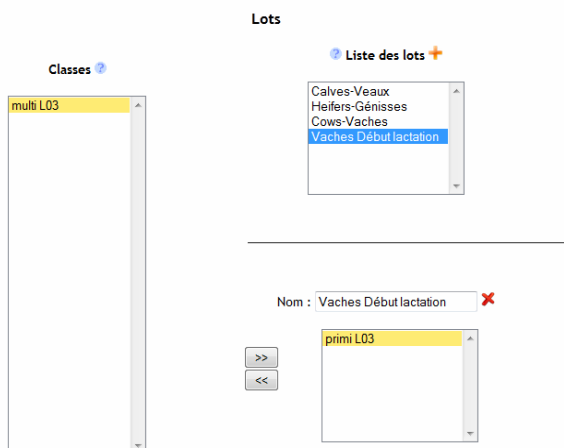 Lots
Classes ?
multi L03
? Liste des lots
Calves-Veaux
Heifers-Génisses
Cows-Vaches
Vaches Début lactation
Nom : Vaches Début lactation
primi L03
>>
<<